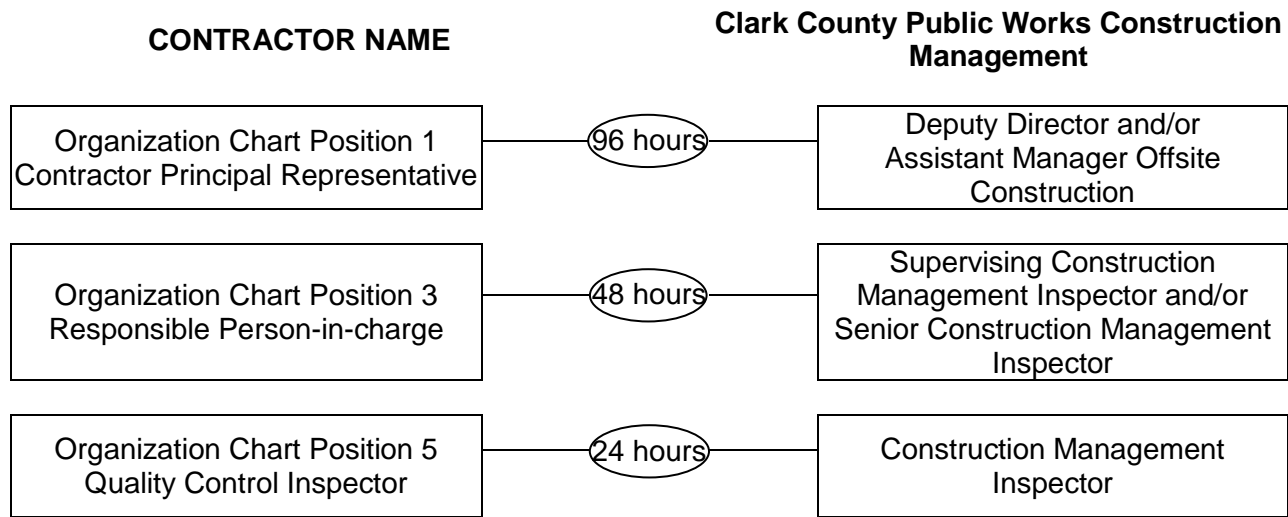 CONTRACTOR NAME
Clark County Public Works Construction
Management
Organization Chart Position 1
Contractor Principal Representative
96 hours
Deputy Director and/or
Assistant Manager Offsite
Construction
Organization Chart Position 3
Responsible Person-in-charge
48 hours
Supervising Construction
Management Inspector and/or
Senior Construction Management
Inspector
Organization Chart Position 5
Quality Control Inspector
24 hours
Construction Management
Inspector